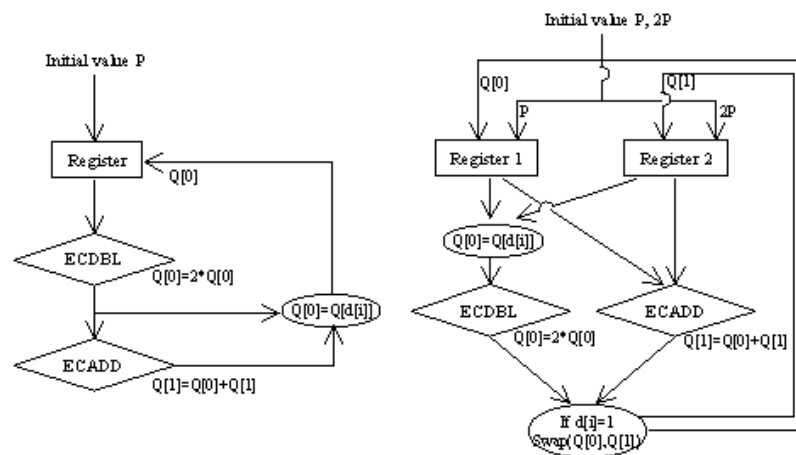 Initial value P
Register
Q[0]
ECDBL
Q[0]=2*Q[0]
Q[0]=Q[d[i]]
ECADD
Q[1]=Q[0]+Q[1]
Initial value P, 2P
Q[0]
Q[1]
P
2P
Register 1
Register 2
Q[0]=Q[d[i]]
ECDBL
ECADD
Q[0]=2*Q[0]
Q[1]=Q[0]+Q[1]
If d[i]=1
Swap(Q[0],Q[1])